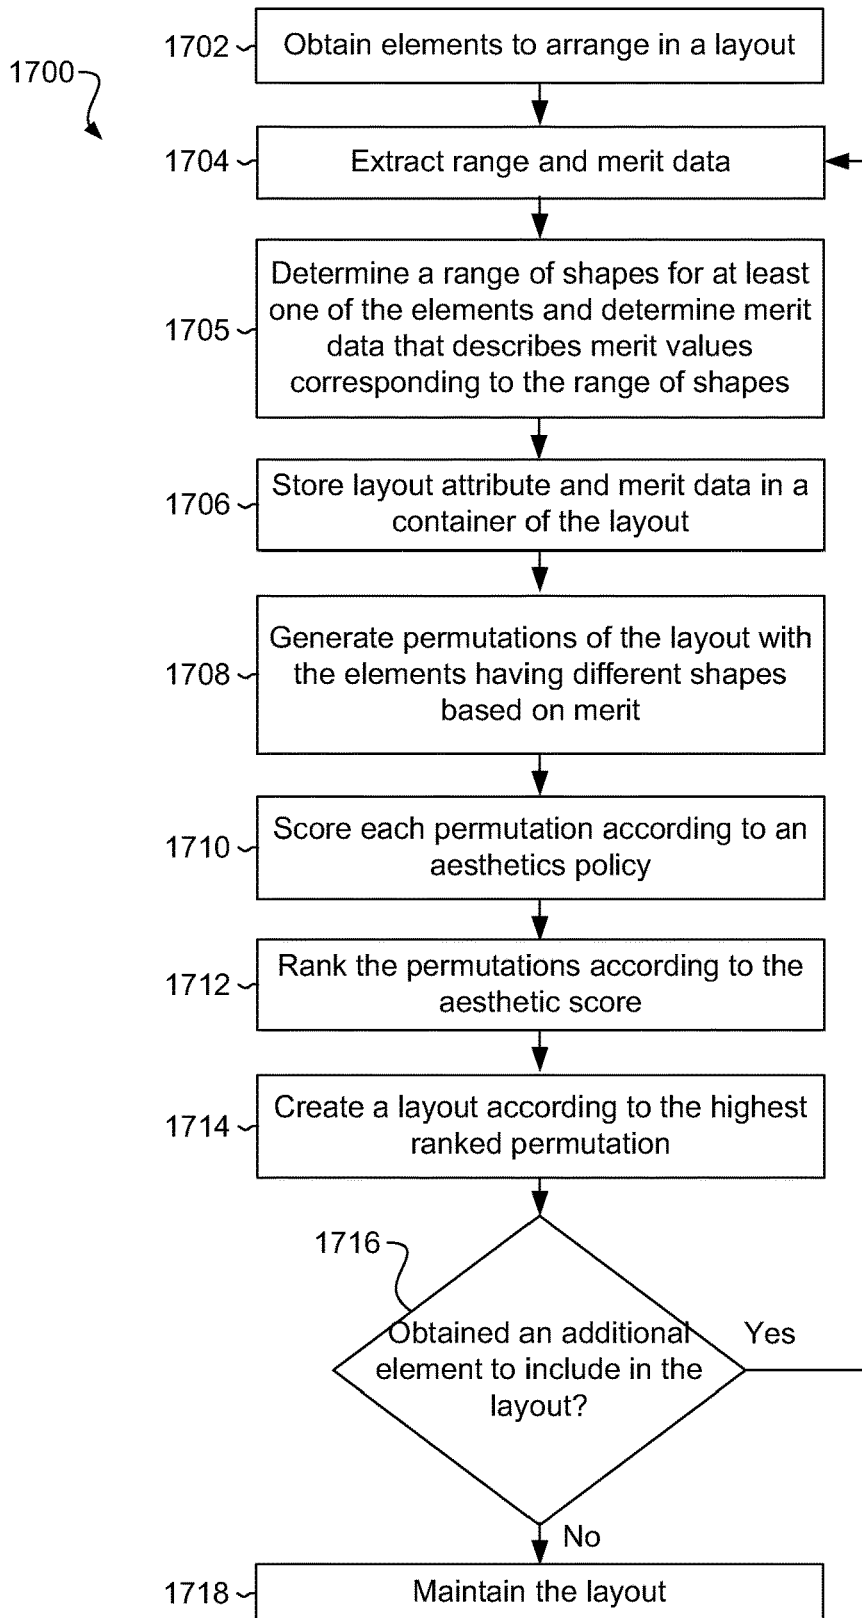 1700
1702
Obtain elements to arrange in a layout
1704
Extract range and merit data
1705
Determine a range of shapes for at least
one of the elements and determine merit
data that describes merit values
corresponding to the range of shapes
1706
Store layout attribute and merit data in a
container of the layout
1708
Generate permutations of the layout with
the elements having different shapes
based on merit
1710
Score each permutation according to an
aesthetics policy
1712
Rank the permutations according to the
aesthetic score
1714
Create a layout according to the highest
ranked permutation
1716
Obtained an additional
element to include in the
layout?
Yes
No
1718
Maintain the layout